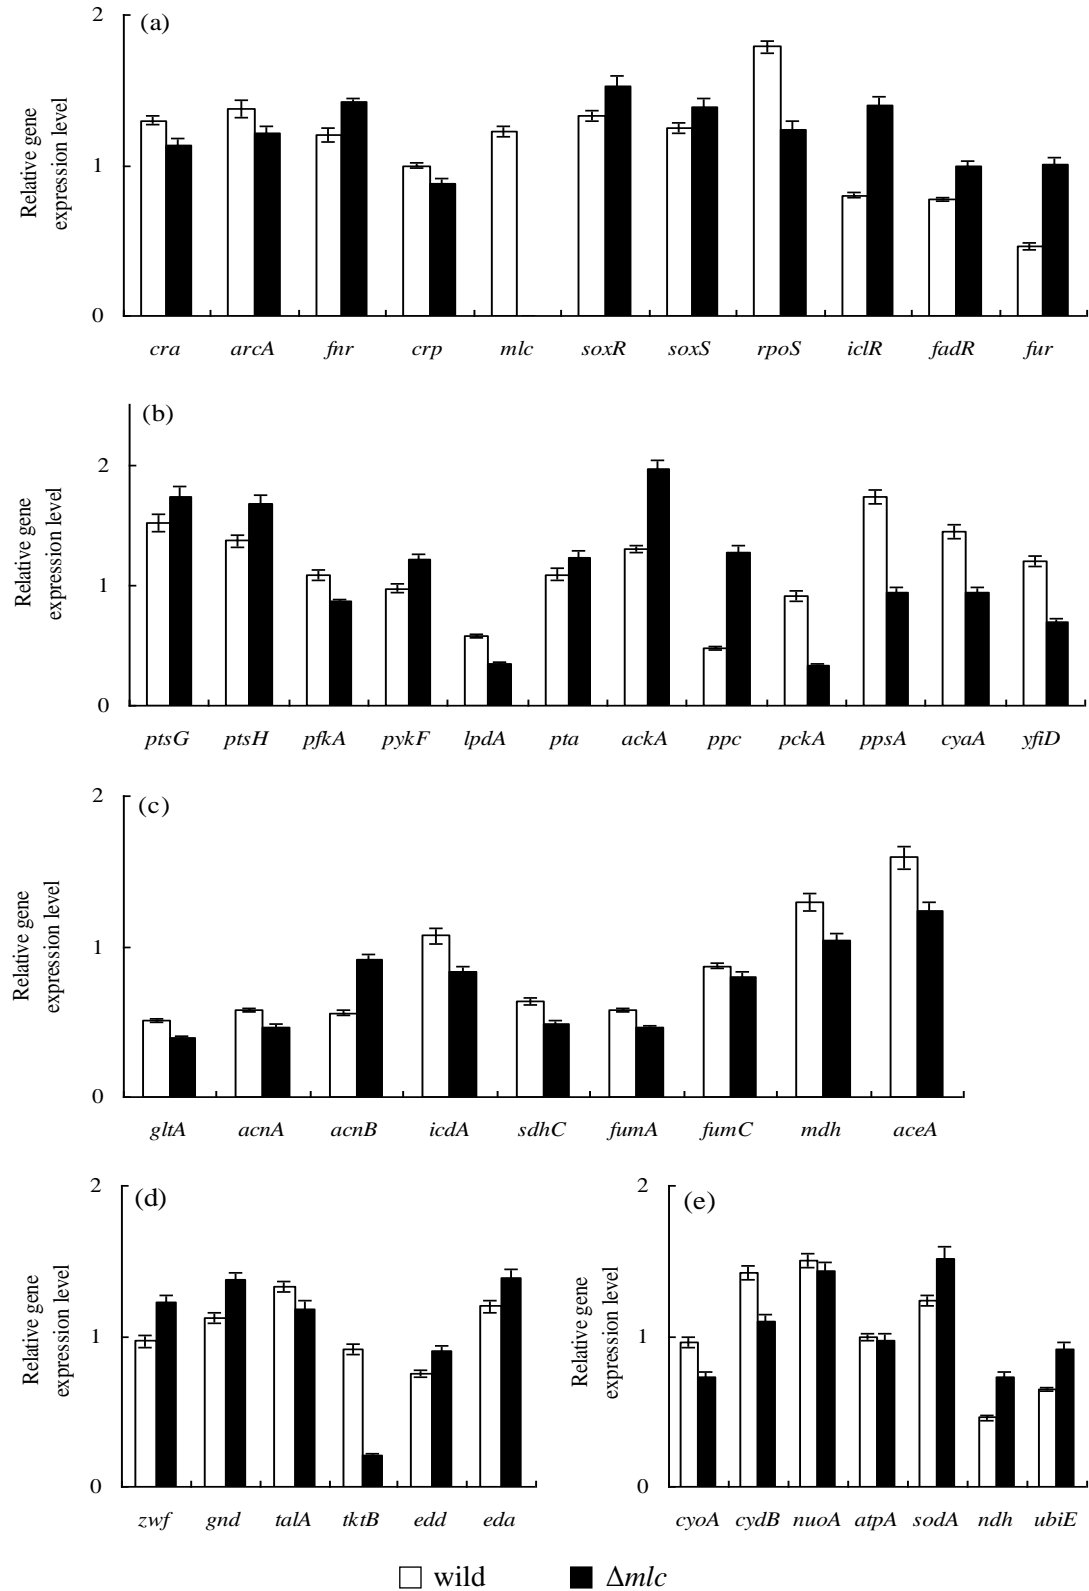 (a)
2
1
0
Relative gene
expression level
cra arcA fnr crp mlc soxR soxS rpoS iclR fadR fur
(b)
2
1
0
Relative gene
expression level
ptsG ptsH pfkA pykF lpdA pta ackA ppc pckA ppsA cyaA yfiD
(c)
2
1
0
Relative gene
expression level
gltA acnA acnB icdA sdhC fumA fumC mdh aceA
(d)
2
1
0
Relative gene
expression level
zwf gnd talA tktB edd eda
(e)
2
1
0
Relative gene
expression level
cyoA cydB nuoA atpA sodA ndh ubiE
wild Δmlc